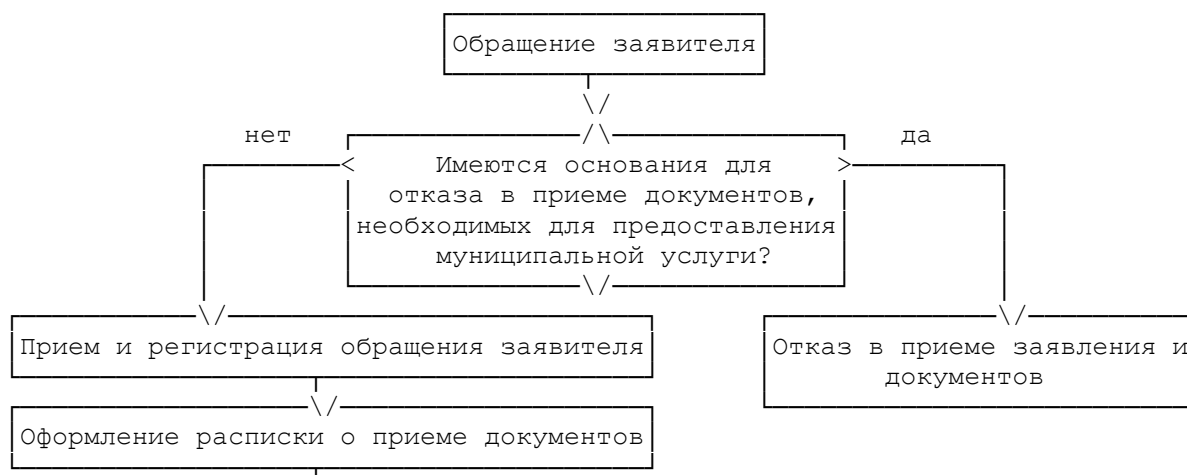 Обращение заявителя
нет
да
Имеются основания для
отказа в приеме документов,
необходимых для предоставления
муниципальной услуги?
Прием и регистрация обращения заявителя
Отказ в приеме заявления и
документов
Оформление расписки о приеме документов